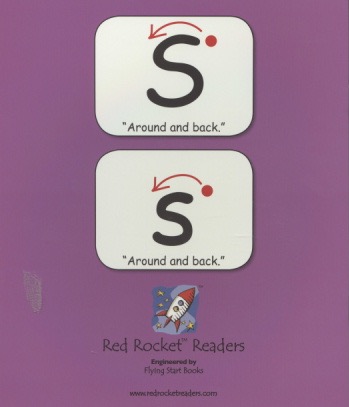 S
"Around and back."
s
"Around and back."
Red Rocket™ Readers
Engineered by
Flying Start Books
www.redrocketreaders.com